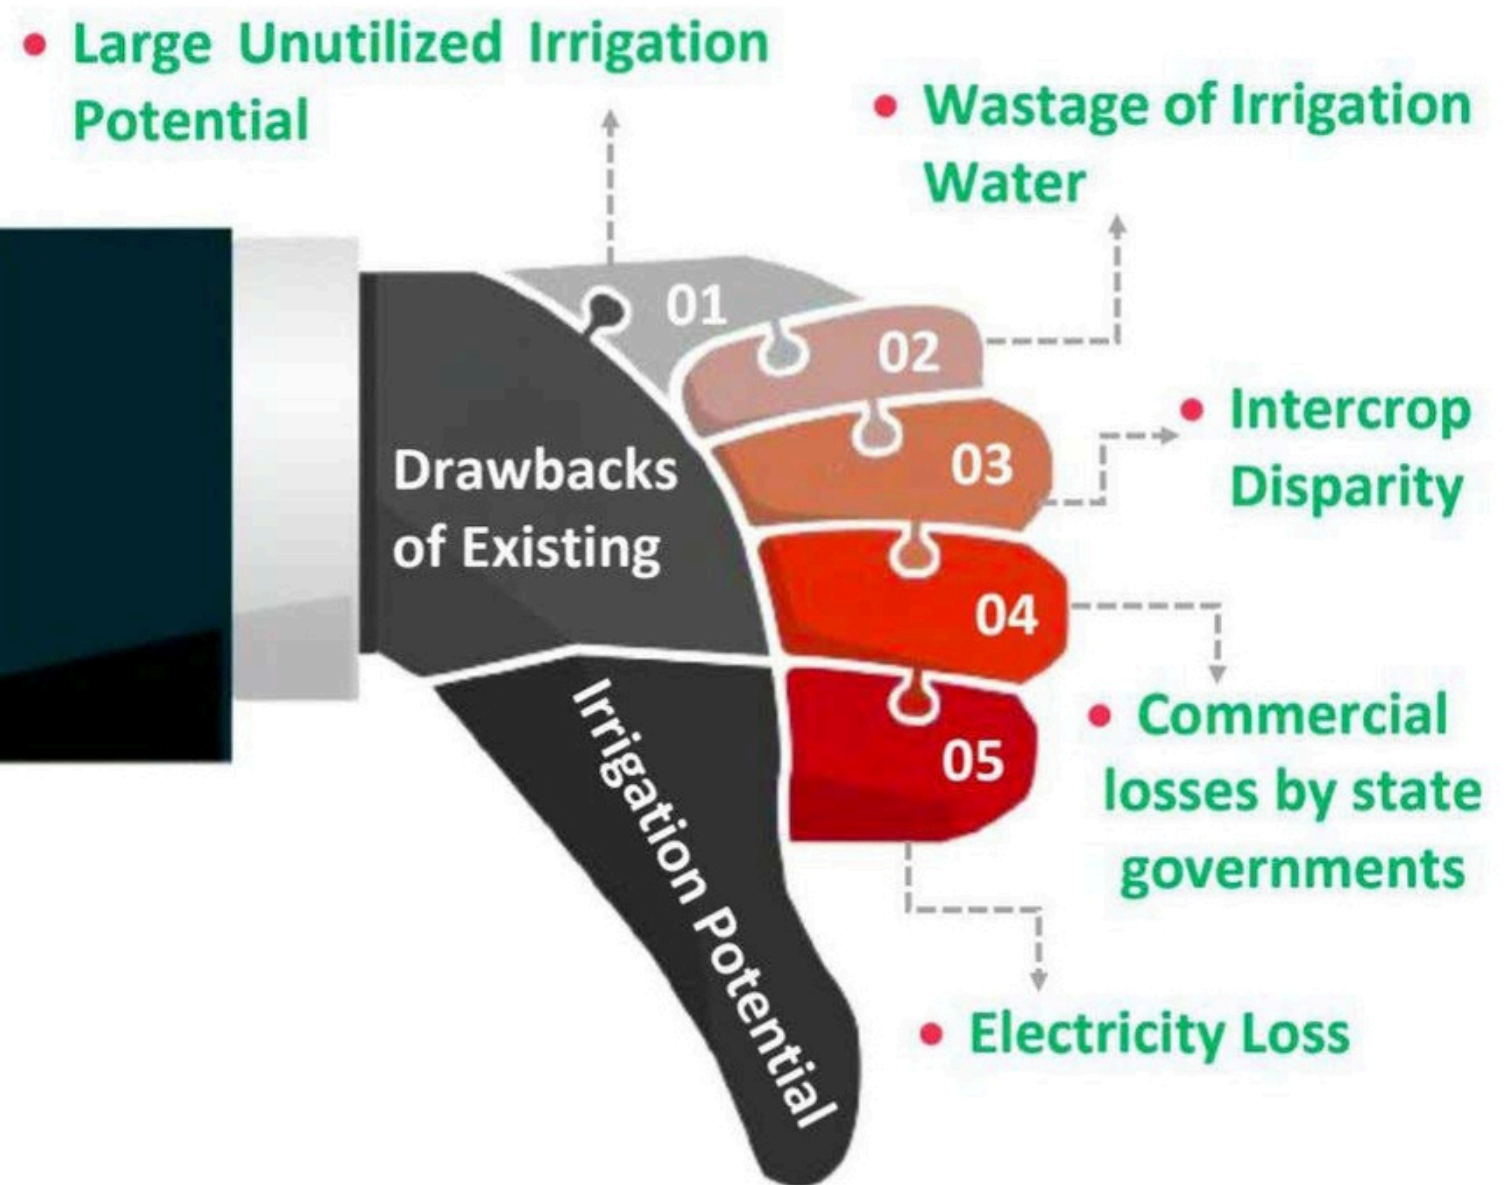 • Large Unutilized Irrigation
Potential
• Wastage of Irrigation
Water
01
02
• Intercrop
Disparity
03
Drawbacks
of Existing
Irrigation Potential
04
• Commercial
losses by state
governments
05
• Electricity Loss